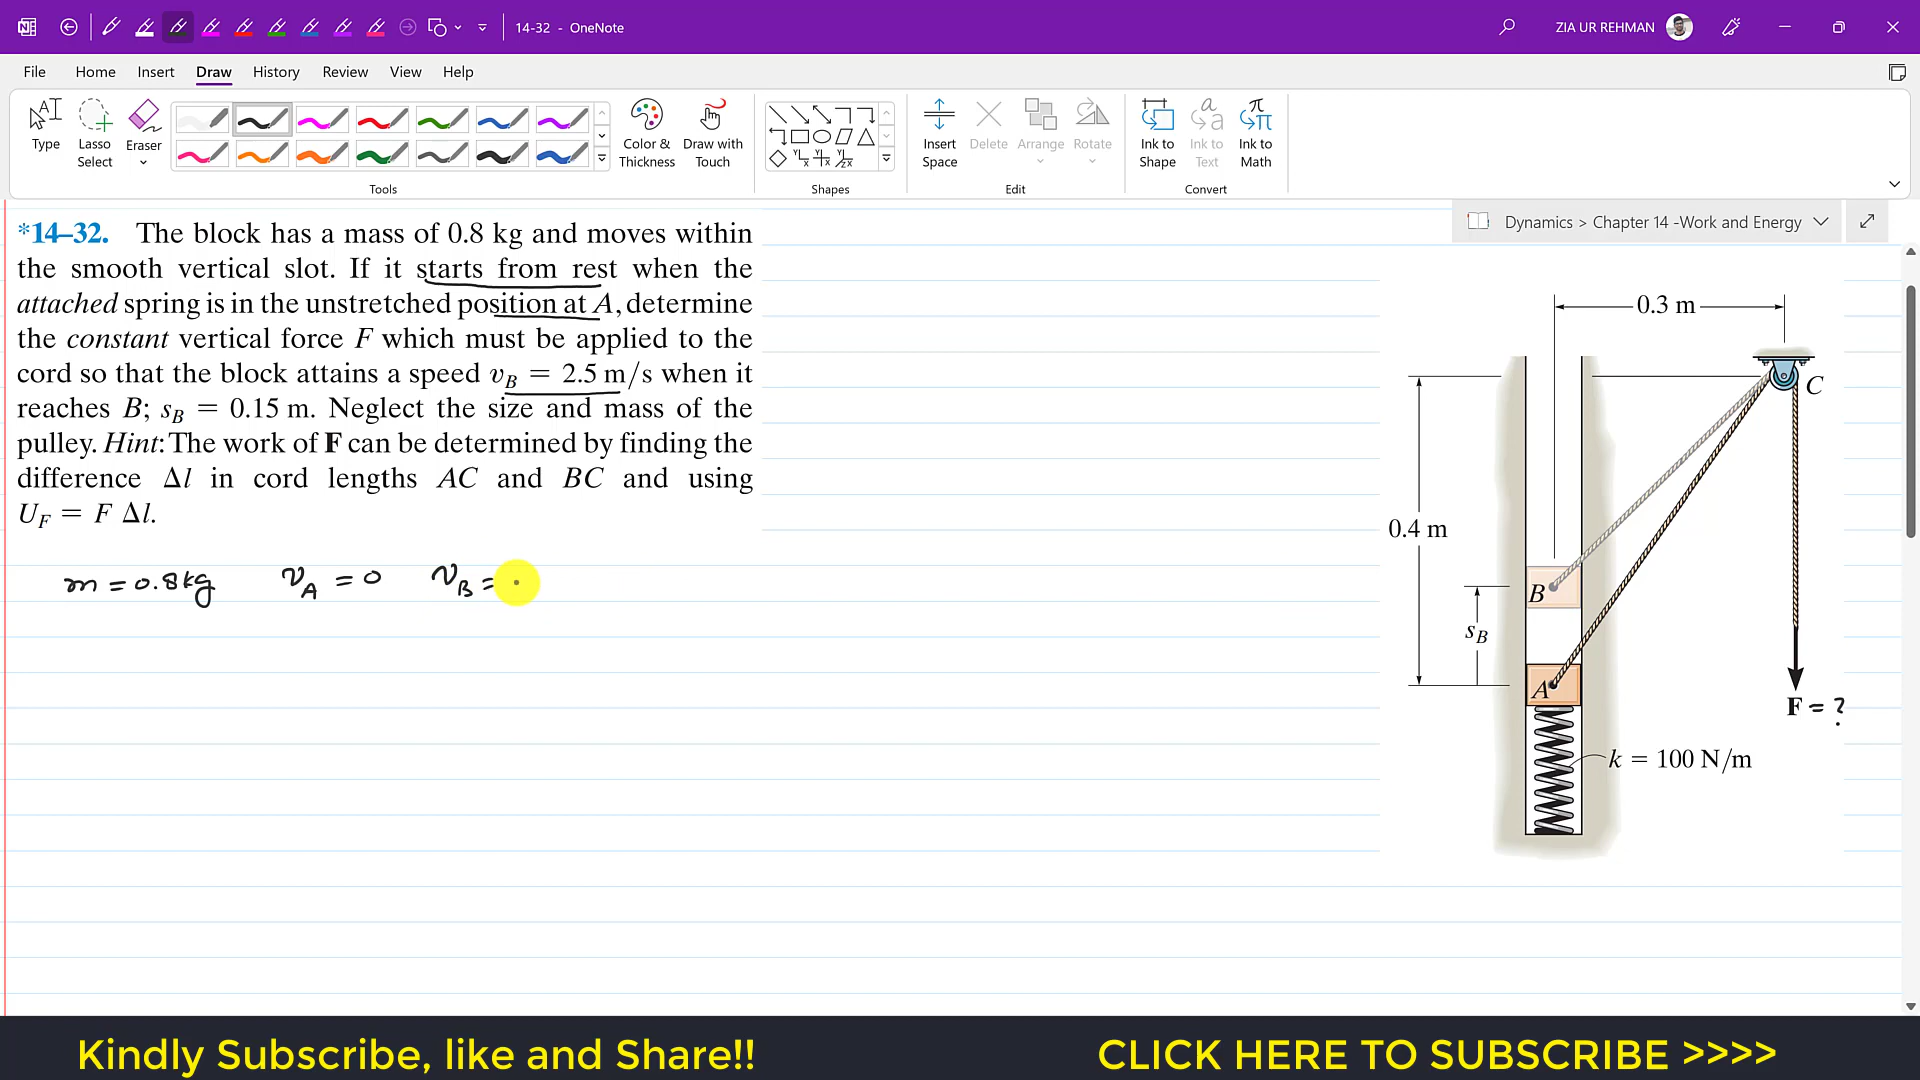 14-32 - OneNote
ZIA UR REHMAN
File Home Insert Draw History Review View Help
Type
Lasso Select
Eraser
Color & Thickness
Draw with Touch
Insert Space
Delete
Arrange
Rotate
Ink to Shape
Ink to Text
Ink to Math
Tools
Shapes
Edit
Convert
Dynamics > Chapter 14 -Work and Energy
*14–32. The block has a mass of 0.8 kg and moves within
the smooth vertical slot. If it starts from rest when the
attached spring is in the unstretched position at A, determine
the constant vertical force F which must be applied to the
cord so that the block attains a speed v_B = 2.5 m/s when it
reaches B; s_B = 0.15 m. Neglect the size and mass of the
pulley. Hint: The work of F can be determined by finding the
difference Δl in cord lengths AC and BC and using
U_F = F Δl.
m = 0.8 kg v_A = 0 v_B =
0.3 m
C
0.4 m
B
s_B
A
F = ?
k = 100 N/m
Kindly Subscribe, like and Share!!
CLICK HERE TO SUBSCRIBE >>>>